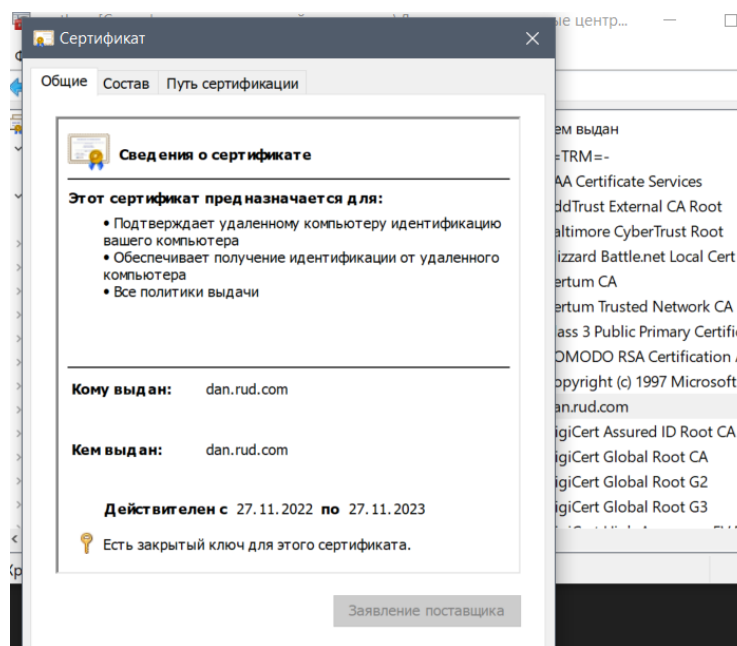 ые центр...
Сертификат
Общие
Состав
Путь сертификации
Сведения о сертификате
Этот сертификат предназначается для:
• Подтверждает удаленному компьютеру идентификацию
вашего компьютера
• Обеспечивает получение идентификации от удаленного
компьютера
• Все политики выдачи
Кому выдан: dan.rud.com
Кем выдан: dan.rud.com
Действителен с 27.11.2022 по 27.11.2023
Есть закрытый ключ для этого сертификата.
Заявление поставщика
ем выдан
=TRM=-
AA Certificate Services
ddTrust External CA Root
altimore CyberTrust Root
izzard Battle.net Local Cert
ertum CA
ertum Trusted Network CA
ass 3 Public Primary Certifi
OMODO RSA Certification
opyright (c) 1997 Microsoft
an.rud.com
igiCert Assured ID Root CA
igiCert Global Root CA
igiCert Global Root G2
igiCert Global Root G3